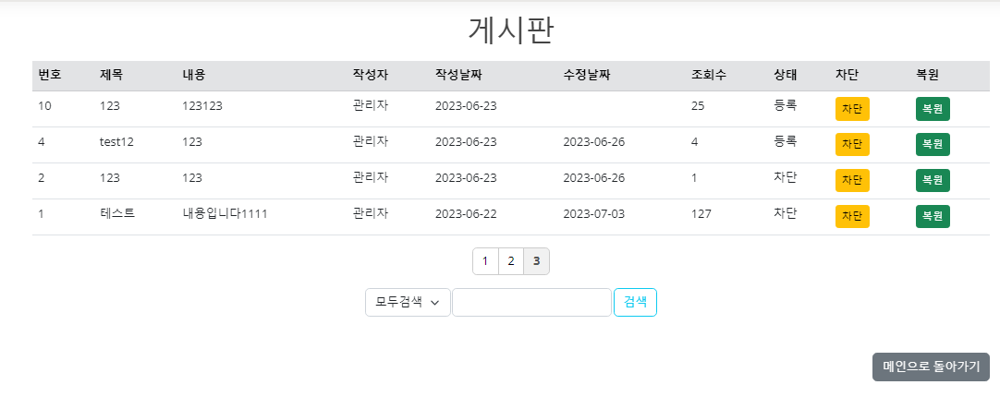 게시판
번호 제목 내용 작성자 작성날짜 수정날짜 조회수 상태 차단 복원
10 123 123123 관리자 2023-06-23 25 등록 차단 복원
4 test12 123 관리자 2023-06-23 2023-06-26 4 등록 차단 복원
2 123 123 관리자 2023-06-23 2023-06-26 1 차단 차단 복원
1 테스트 내용입니다1111 관리자 2023-06-22 2023-07-03 127 차단 차단 복원
1 2 3
모두검색 검색
메인으로 돌아가기